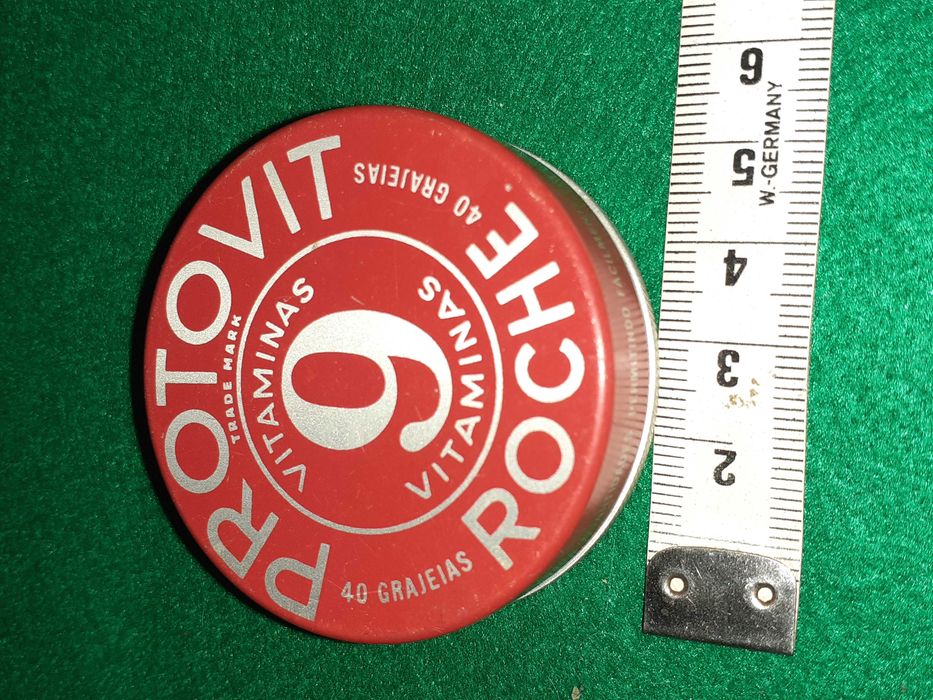 PROTOVIT
TRADE MARK
VITAMINAS
9
VITAMINAS
ROCHE
40 GRAJEIAS
40 GRAJEIAS
6
5
4
3
2
W.-GERMANY